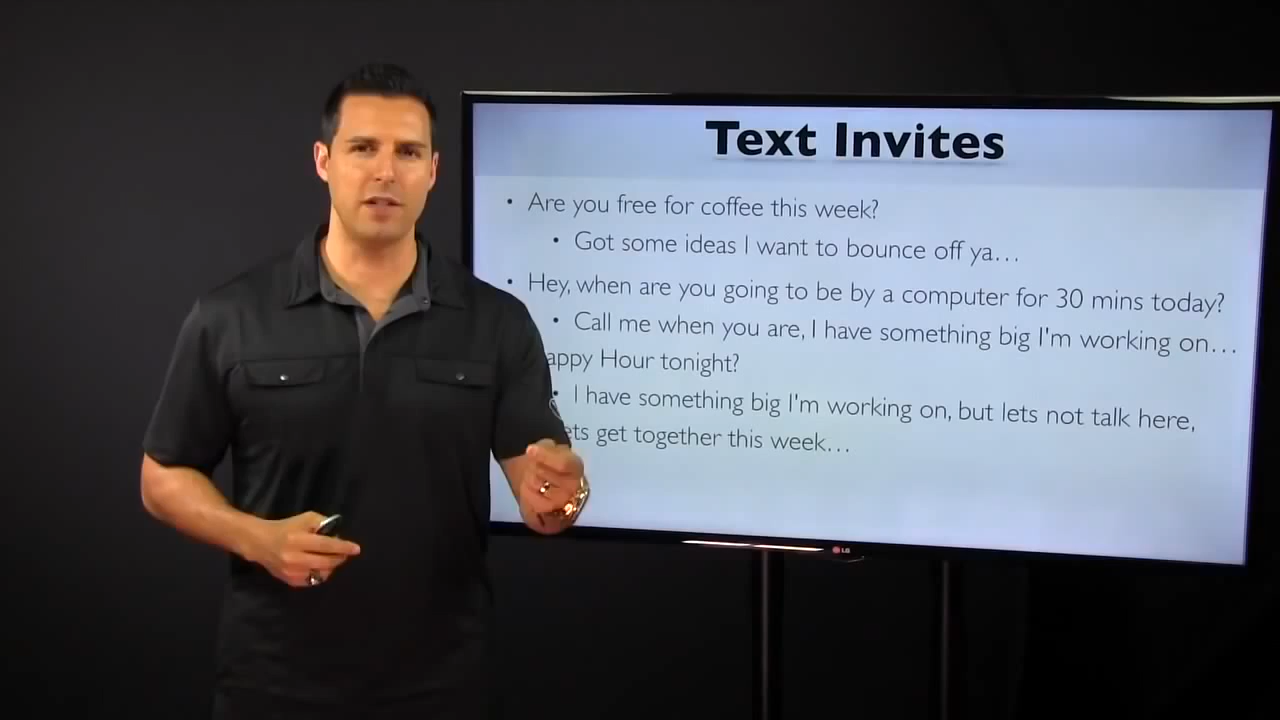 Text Invites
• Are you free for coffee this week?
• Got some ideas I want to bounce off ya…
• Hey, when are you going to be by a computer for 30 mins today?
• Call me when you are, I have something big I'm working on…
Hour tonight?
• I have something big I'm working on, but lets not talk here,
get together this week…
LG